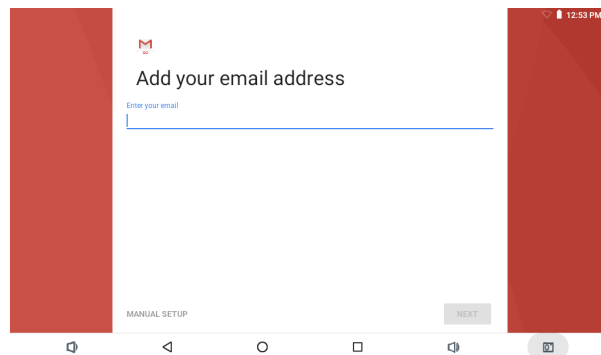 12:53 PM
Add your email address
Enter your email
MANUAL SETUP
NEXT